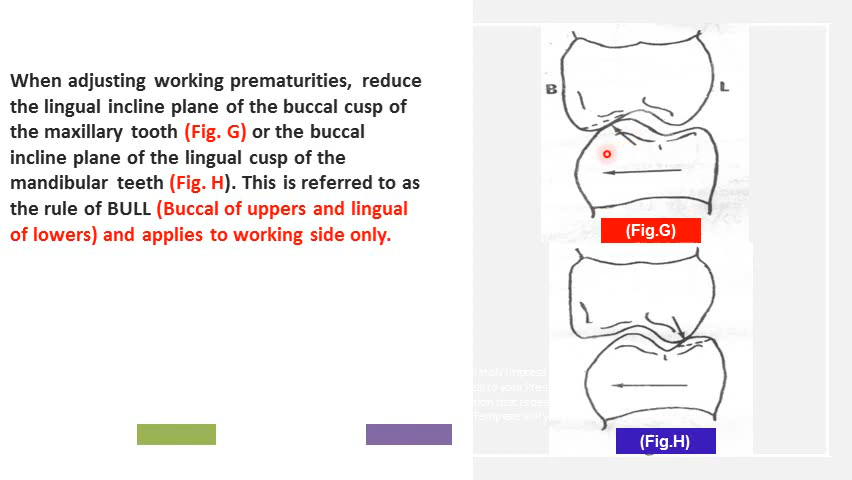 When adjusting working prematurities, reduce
the lingual incline plane of the buccal cusp of
the maxillary tooth (Fig. G) or the buccal
incline plane of the lingual cusp of the
mandibular teeth (Fig. H). This is referred to as
the rule of BULL (Buccal of uppers and lingual
of lowers) and applies to working side only.
B
L
(Fig.G)
(Fig.H)